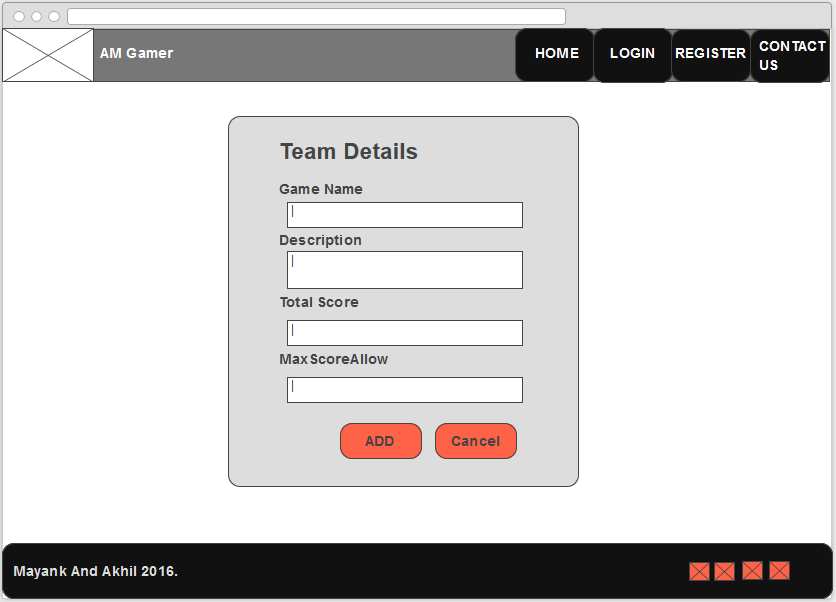 AM Gamer
HOME
LOGIN
REGISTER
CONTACT
US
Team Details
Game Name
Description
Total Score
MaxScoreAllow
ADD
Cancel
Mayank And Akhil 2016.